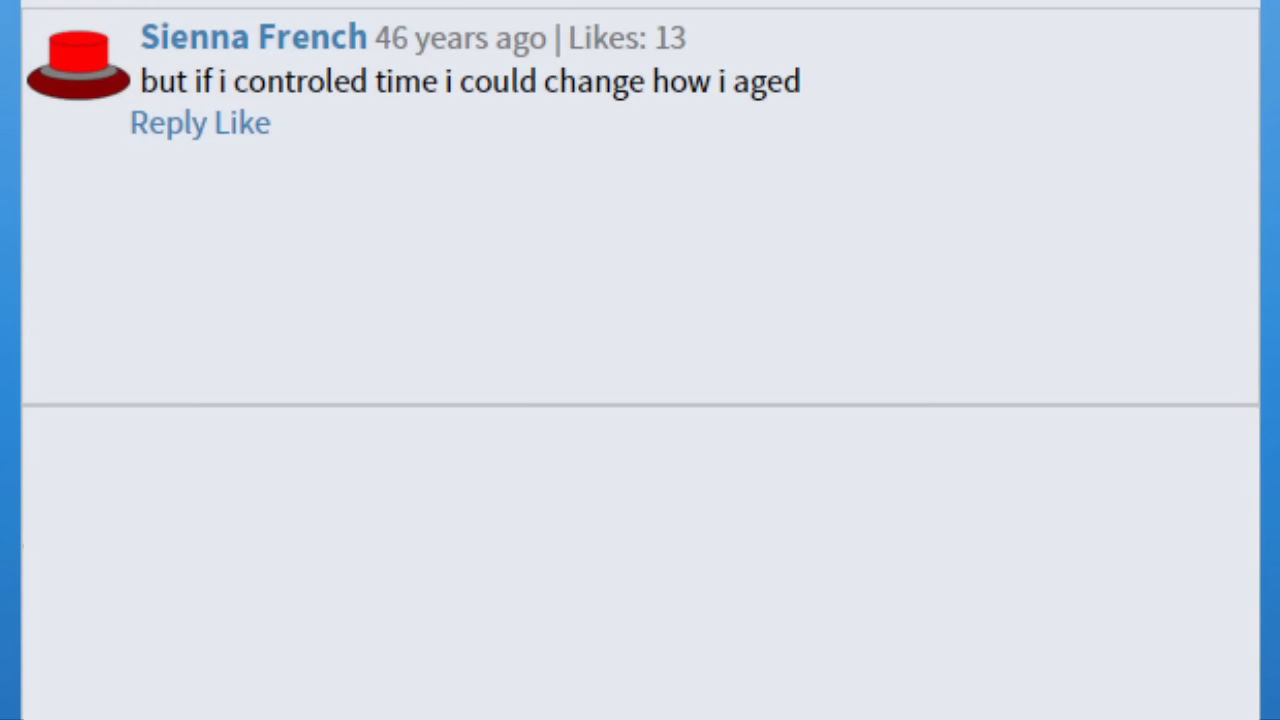 Sienna French 46 years ago | Likes: 13
but if i controled time i could change how i aged
Reply Like